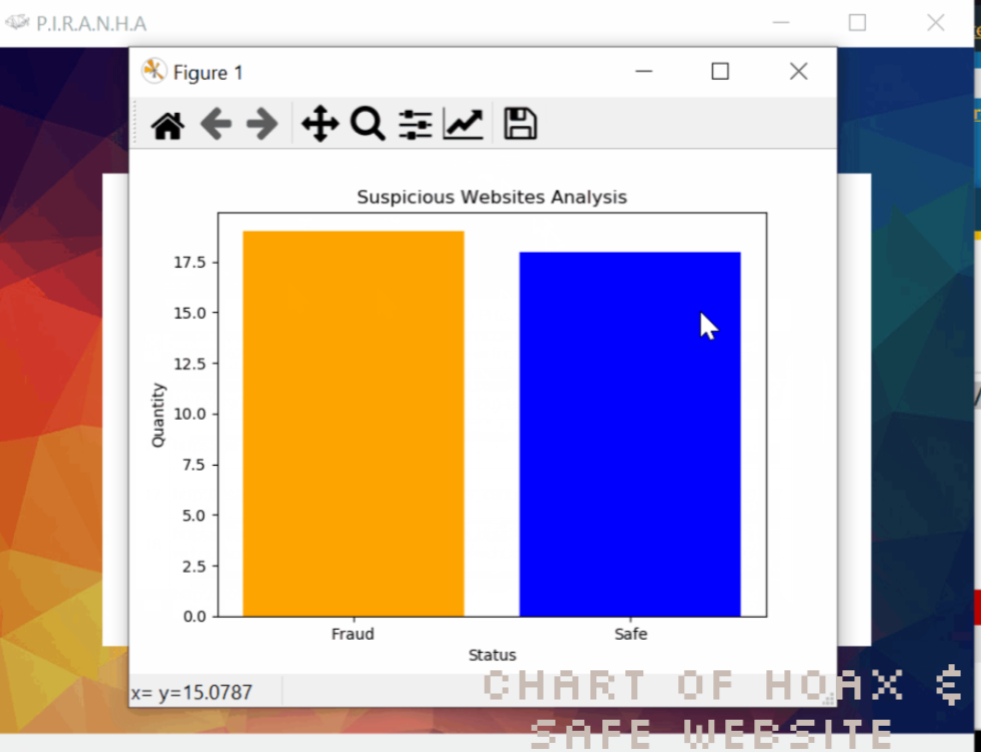 P.I.R.A.N.H.A
Figure 1
Suspicious Websites Analysis
17.5
15.0
12.5
10.0
7.5
5.0
2.5
0.0
Quantity
Fraud Safe
Status
x= y=15.0787
CHART OF HOAX &
SAFE WEBSITE